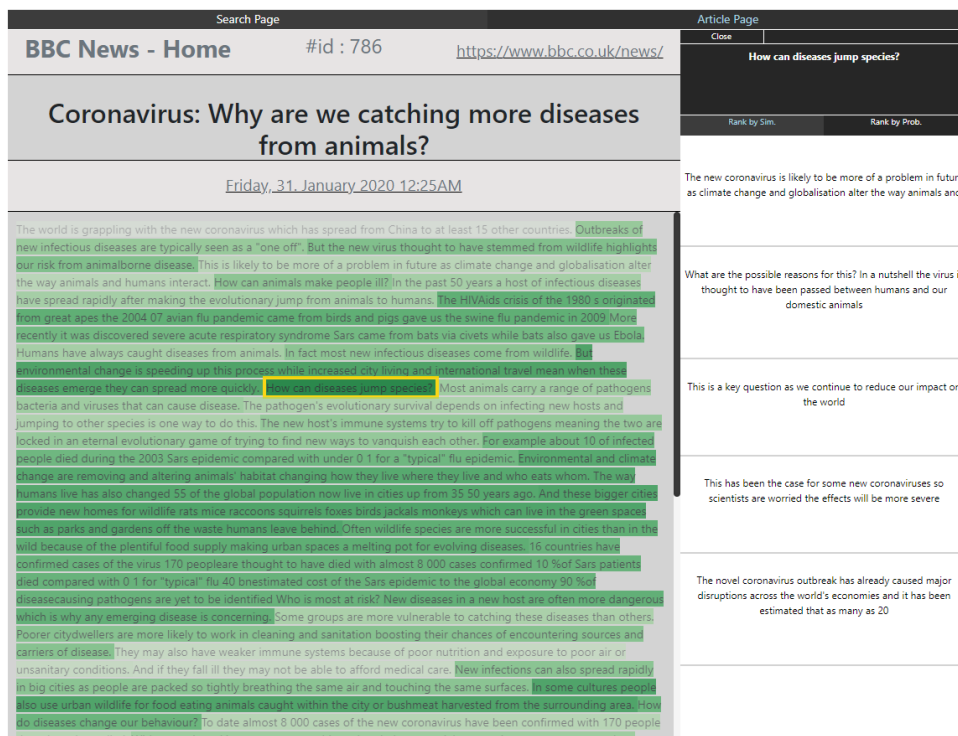 Search Page
Article Page
BBC News - Home
#id : 786
https://www.bbc.co.uk/news/
Coronavirus: Why are we catching more diseases
from animals?
Friday, 31. January 2020 12:25AM
The world is grappling with the new coronavirus which has spread from China to at least 15 other countries. Outbreaks of
new infectious diseases are typically seen as a "one off". But the new virus thought to have stemmed from wildlife highlights
our risk from animalborne disease. This is likely to be more of a problem in future as climate change and globalisation alter
the way animals and humans interact. How can animals make people ill? In the past 50 years a host of infectious diseases
have spread rapidly after making the evolutionary jump from animals to humans. The HIVAids crisis of the 1980 s originated
from great apes the 2004 07 avian flu pandemic came from birds and pigs gave us the swine flu pandemic in 2009 More
recently it was discovered severe acute respiratory syndrome Sars came from bats via civets while bats also gave us Ebola.
Humans have always caught diseases from animals. In fact most new infectious diseases come from wildlife. But
environmental change is speeding up this process while increased city living and international travel mean when these
diseases emerge they can spread more quickly. How can diseases jump species? Most animals carry a range of pathogens
bacteria and viruses that can cause disease. The pathogen's evolutionary survival depends on infecting new hosts and
jumping to other species is one way to do this. The new host's immune systems try to kill off pathogens meaning the two are
locked in an eternal evolutionary game of trying to find new ways to vanquish each other. For example about 10 of infected
people died during the 2003 Sars epidemic compared with under 0 1 for a "typical" flu epidemic. Environmental and climate
change are removing and altering animals' habitat changing how they live where they live and who eats whom. The way
humans live has also changed 55 of the global population now live in cities up from 35 50 years ago. And these bigger cities
provide new homes for wildlife rats mice raccoons squirrels foxes birds jackals monkeys which can live in the green spaces
such as parks and gardens off the waste humans leave behind. Often wildlife species are more successful in cities than in the
wild because of the plentiful food supply making urban spaces a melting pot for evolving diseases. 16 countries have
confirmed cases of the virus 170 peopleare thought to have died with almost 8 000 cases confirmed 10 %of Sars patients
died compared with 0 1 for "typical" flu 40 bnestimated cost of the Sars epidemic to the global economy 90 %of
diseasecausing pathogens are yet to be identified Who is most at risk? New diseases in a new host are often more dangerous
which is why any emerging disease is concerning. Some groups are more vulnerable to catching these diseases than others.
Poorer citydwellers are more likely to work in cleaning and sanitation boosting their chances of encountering sources and
carriers of disease. They may also have weaker immune systems because of poor nutrition and exposure to poor air or
unsanitary conditions. And if they fall ill they may not be able to afford medical care. New infections can also spread rapidly
in big cities as people are packed so tightly breathing the same air and touching the same surfaces. In some cultures people
also use urban wildlife for food eating animals caught within the city or bushmeat harvested from the surrounding area. How
do diseases change our behaviour? To date almost 8 000 cases of the new coronavirus have been confirmed with 170 people
Close
How can diseases jump species?
Rank by Sim.
Rank by Prob.
The new coronavirus is likely to be more of a problem in futur
as climate change and globalisation alter the way animals and
What are the possible reasons for this? In a nutshell the virus i
thought to have been passed between humans and our
domestic animals
This is a key question as we continue to reduce our impact on
the world
This has been the case for some new coronaviruses so
scientists are worried the effects will be more severe
The novel coronavirus outbreak has already caused major
disruptions across the world's economies and it has been
estimated that as many as 20